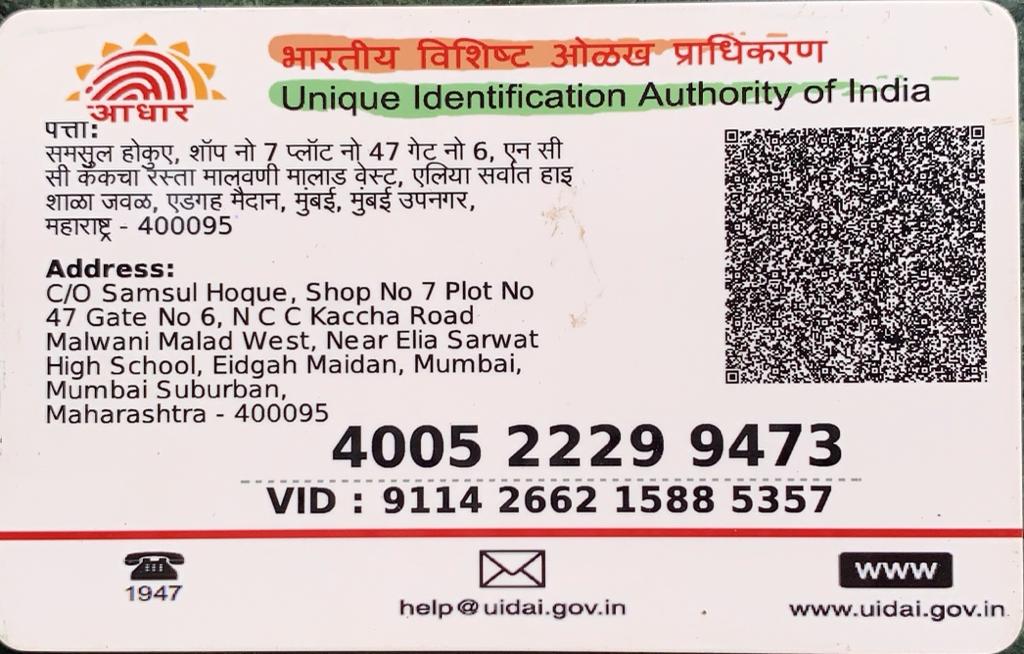 भारतीय विशिष्ट ओळख प्राधिकरण
Unique Identification Authority of India
आधार
पत्ता:
समसुल होकुए, शॉप नो 7 प्लॉट नो 47 गेट नो 6, एन सी
सी कॅकचा रस्ता मालवणी मालाड वेस्ट, एलिया सर्वात हाइ
शाळा जवळ, एडगह मैदान, मुंबई, मुंबई उपनगर,
महाराष्ट्र - 400095
Address:
C/O Samsul Hoque, Shop No 7 Plot No
47 Gate No 6, N C C Kaccha Road
Malwani Malad West, Near Elia Sarwat
High School, Eidgah Maidan, Mumbai,
Mumbai Suburban,
Maharashtra - 400095
4005 2229 9473
VID : 9114 2662 1588 5357
1947
help@uidai.gov.in
www
www.uidai.gov.in